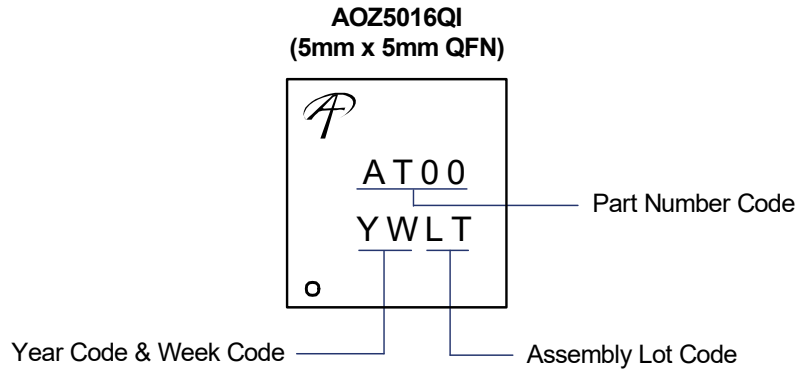 AOZ5016QI
(5mm x 5mm QFN)
AT00
Part Number Code
YWLT
Year Code & Week Code
Assembly Lot Code